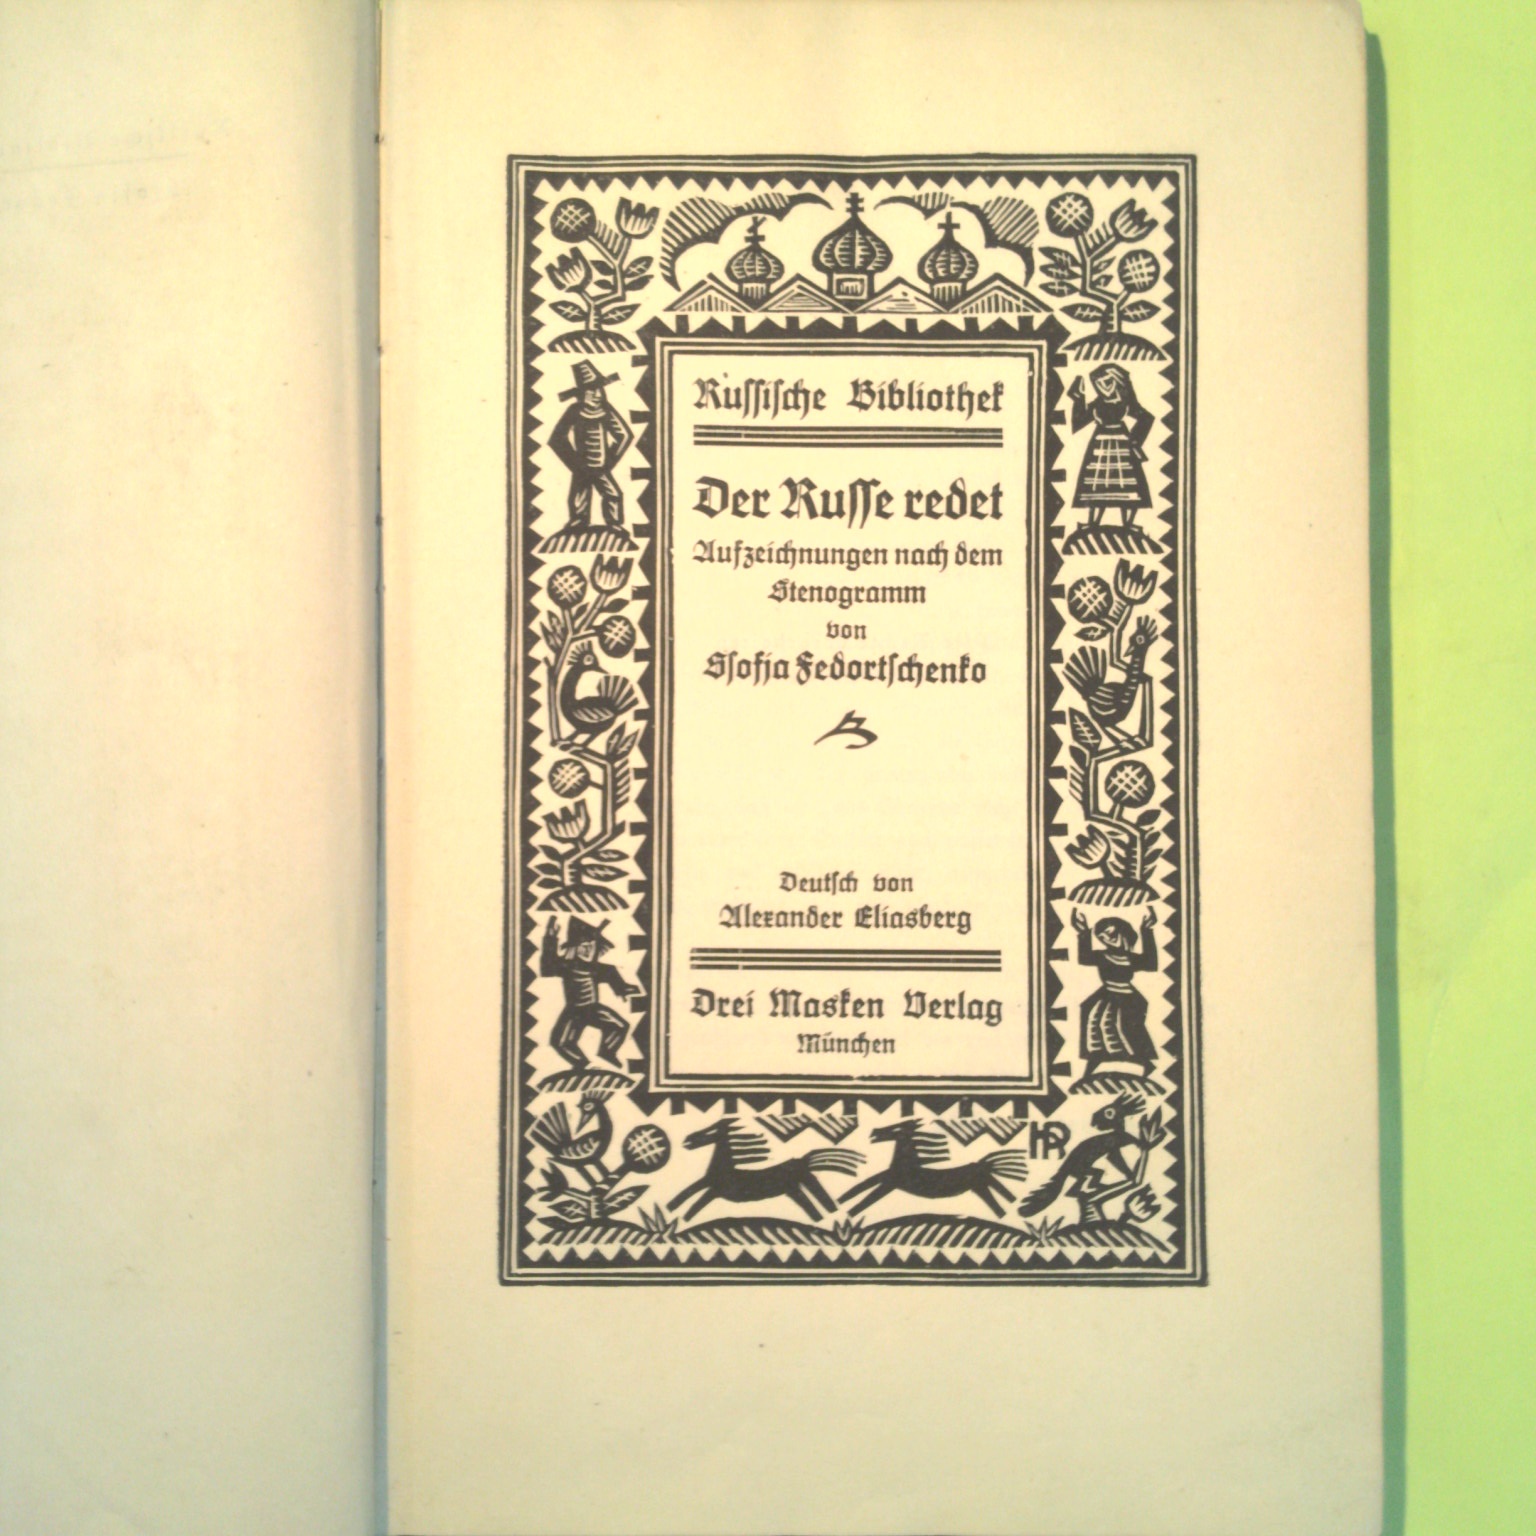 Russische Bibliothek
Der Russe redet
Aufzeichnungen nach dem
Stenogramm
von
Ssofja Fedortschenko
Deutsch von
Alexander Eliasberg
Drei Masken Verlag
München
HR